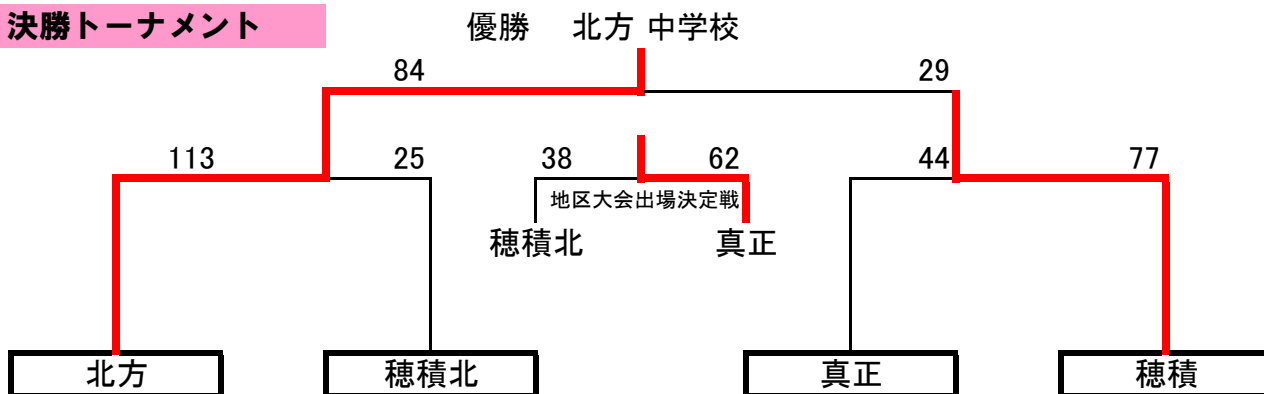 決勝トーナメント
優勝 北方 中学校
84 29
113 25 38 62 44 77
地区大会出場決定戦
穂積北 真正
北方 穂積北 真正 穂積